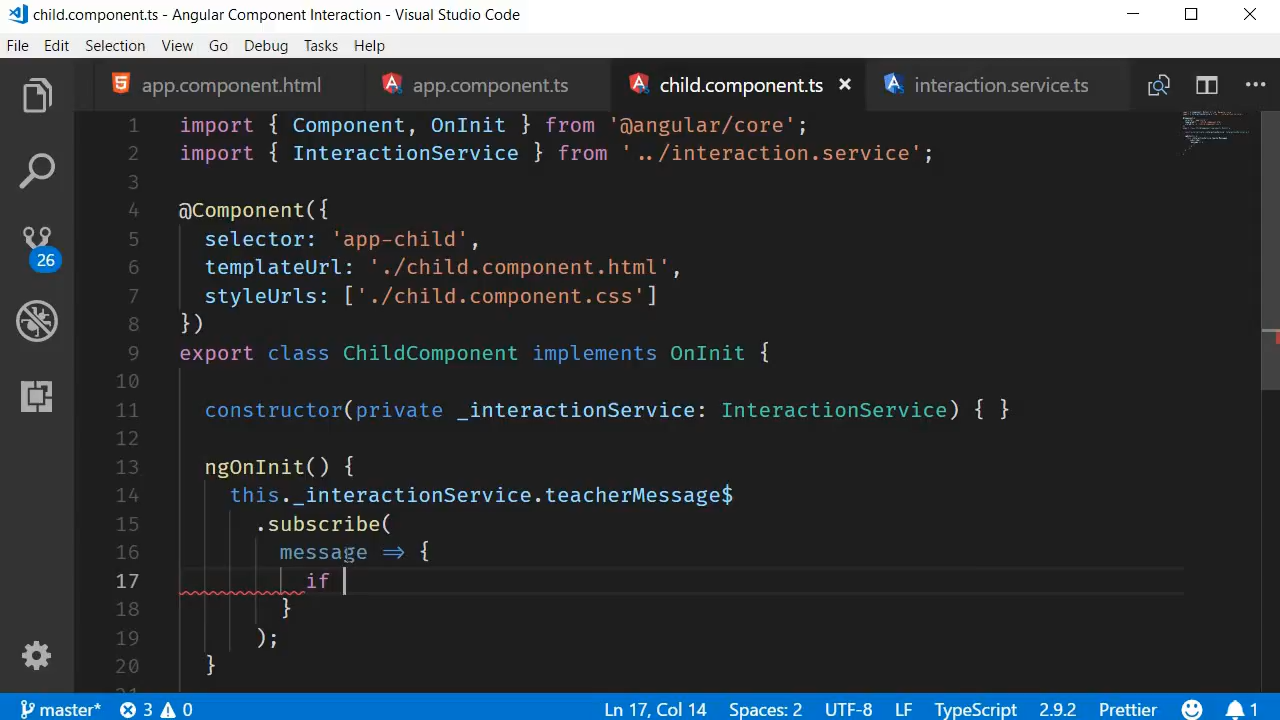 child.component.ts - Angular Component Interaction - Visual Studio Code
File Edit Selection View Go Debug Tasks Help
app.component.html app.component.ts child.component.ts interaction.service.ts
1 import { Component, OnInit } from '@angular/core';
2 import { InteractionService } from '../interaction.service';
3
4 @Component({
5 selector: 'app-child',
6 templateUrl: './child.component.html',
7 styleUrls: ['./child.component.css']
8 })
9 export class ChildComponent implements OnInit {
10
11 constructor(private _interactionService: InteractionService) { }
12
13 ngOnInit() {
14 this._interactionService.teacherMessage$
15 .subscribe(
16 message => {
17 if
18 }
19 );
20 }
26
master* 3 0 Ln 17, Col 14 Spaces: 2 UTF-8 LF TypeScript 2.9.2 Prettier 1